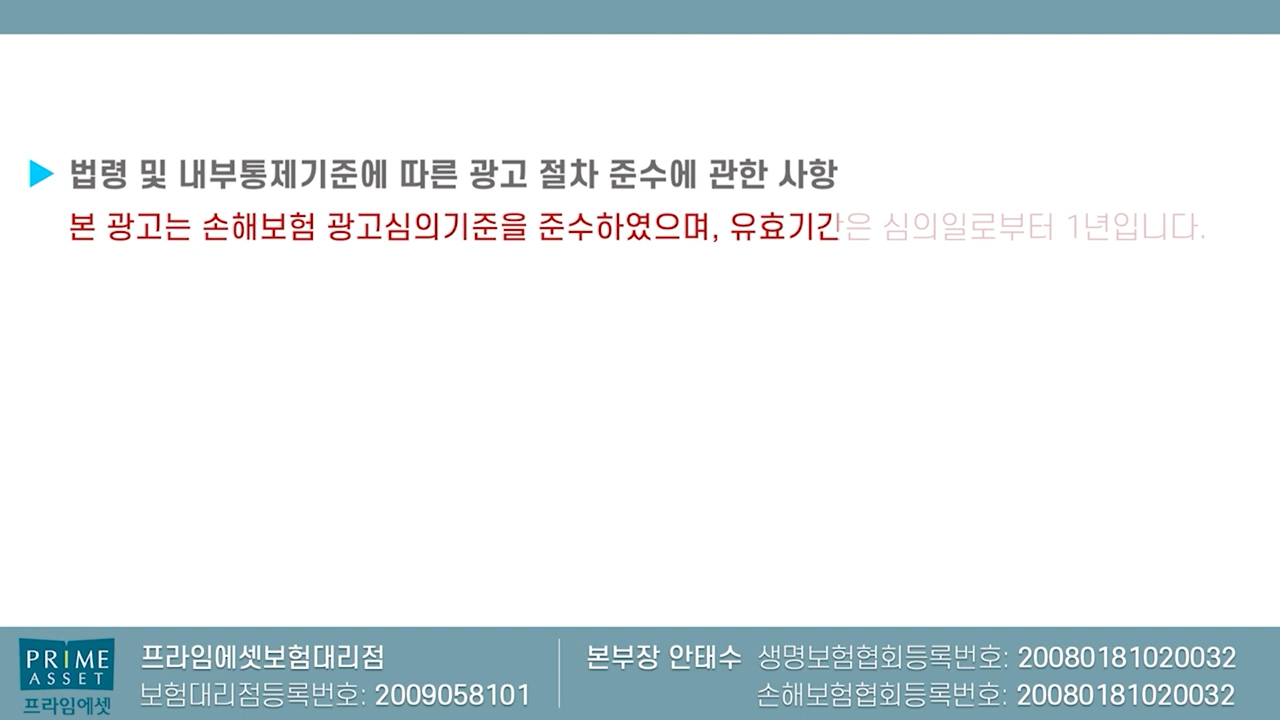 ▶ 법령 및 내부통제기준에 따른 광고 절차 준수에 관한 사항
본 광고는 손해보험 광고심의기준을 준수하였으며, 유효기간은 심의일로부터 1년입니다.
PRIME
ASSET
프라임에셋
프라임에셋보험대리점
보험대리점등록번호: 2009058101
본부장 안태수 생명보험협회등록번호: 20080181020032
손해보험협회등록번호: 20080181020032